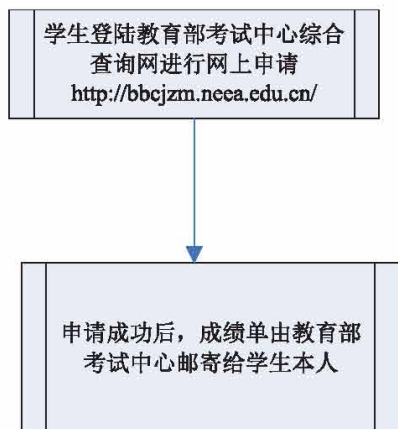 学生登陆教育部考试中心综合
查询网进行网上申请
http://bbcjzm.neea.edu.cn/
申请成功后，成绩单由教育部
考试中心邮寄给学生本人